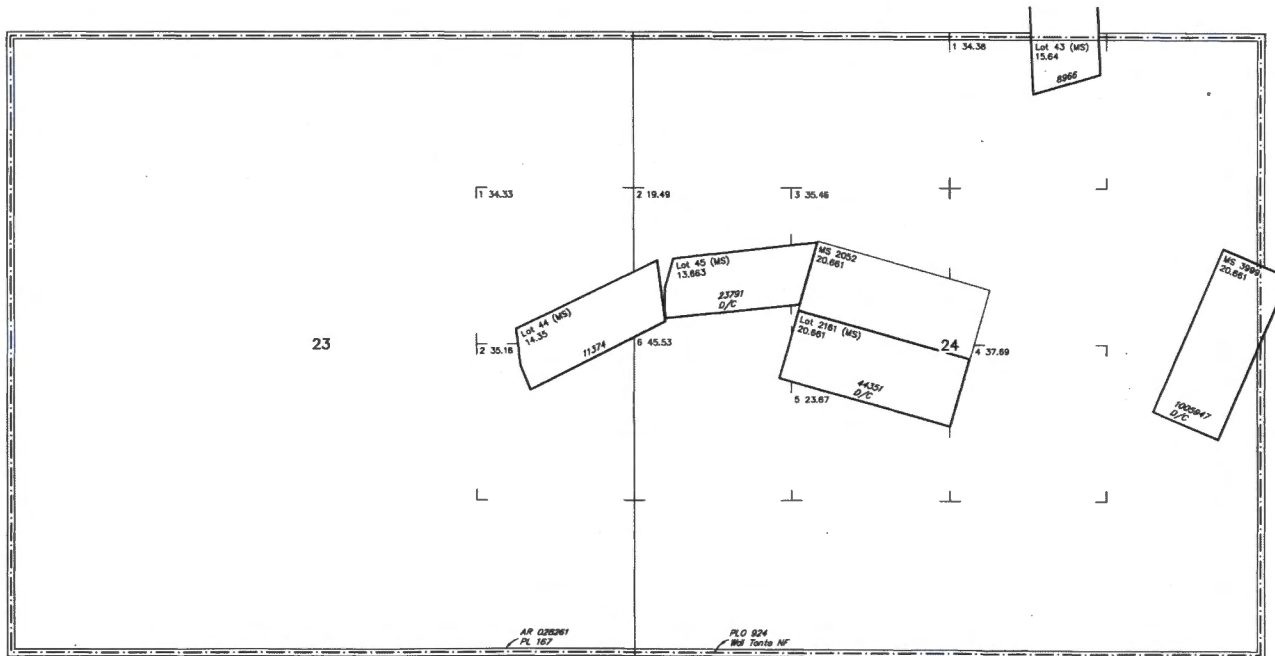 1 34.38
Lot 43 (MS)
15.64
8966
1 34.33
2 19.49
3 35.46
MS 2052
20.661
Lot 45 (MS)
13.663
23791
D/C
MS 3999
20.661
Lot 44 (MS)
14.35
11374
Lot 2161 (MS)
20.661
44351
D/C
23
2 35.16
6 45.53
24
4 37.69
5 23.67
1005947
D/C
AR 028261
PL 167
PLO 924
Wdl Tonto NF